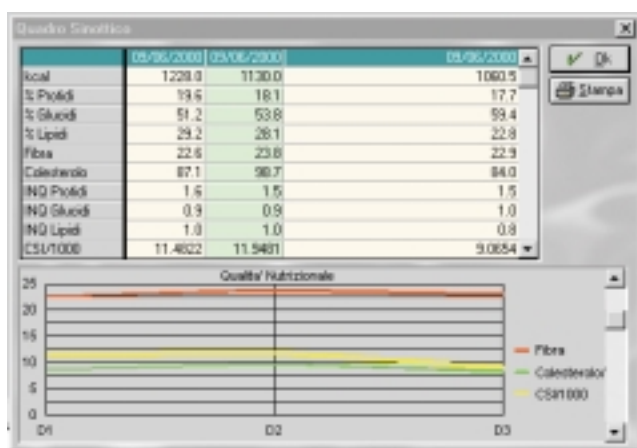 Quadro Sinottico
09/06/2000 09/06/2000 09/06/2000
Ok
kcal 1228.0 1130.0 1060.5
Stampa
% Protidi 19.6 18.1 17.7
% Glucidi 51.2 53.8 59.4
% Lipidi 29.2 28.1 22.8
Fibra 22.6 23.8 22.9
Colesterolo 87.1 98.7 84.0
INQ Protidi 1.6 1.5 1.5
INQ Glucidi 0.9 0.9 1.0
INQ Lipidi 1.0 1.0 0.8
CSI/1000 11.4822 11.9481 9.0654
Qualita' Nutrizionale
25
20
15
10
5
0
D1 D2 D3
Fibra
Colesterolo/
CSI/1000